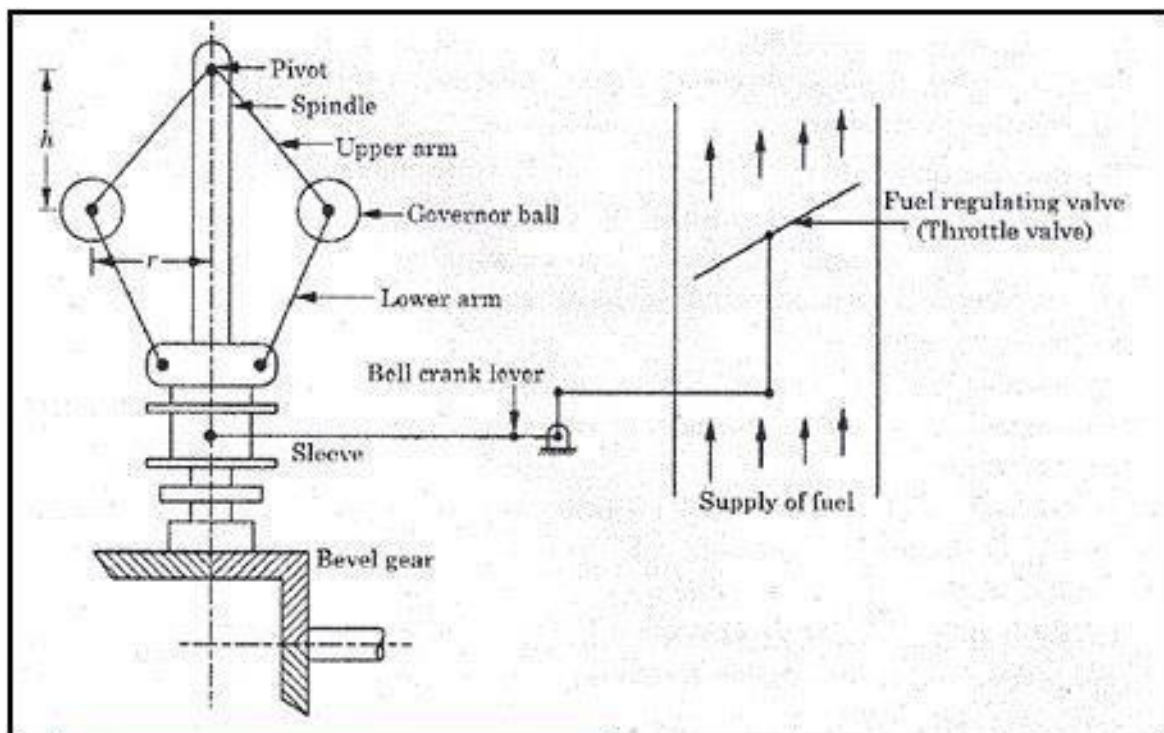 Pivot
Spindle
h
Upper arm
Governor ball
Fuel regulating valve
(Throttle valve)
r
Lower arm
Bell crank lever
Sleeve
Supply of fuel
Bevel gear